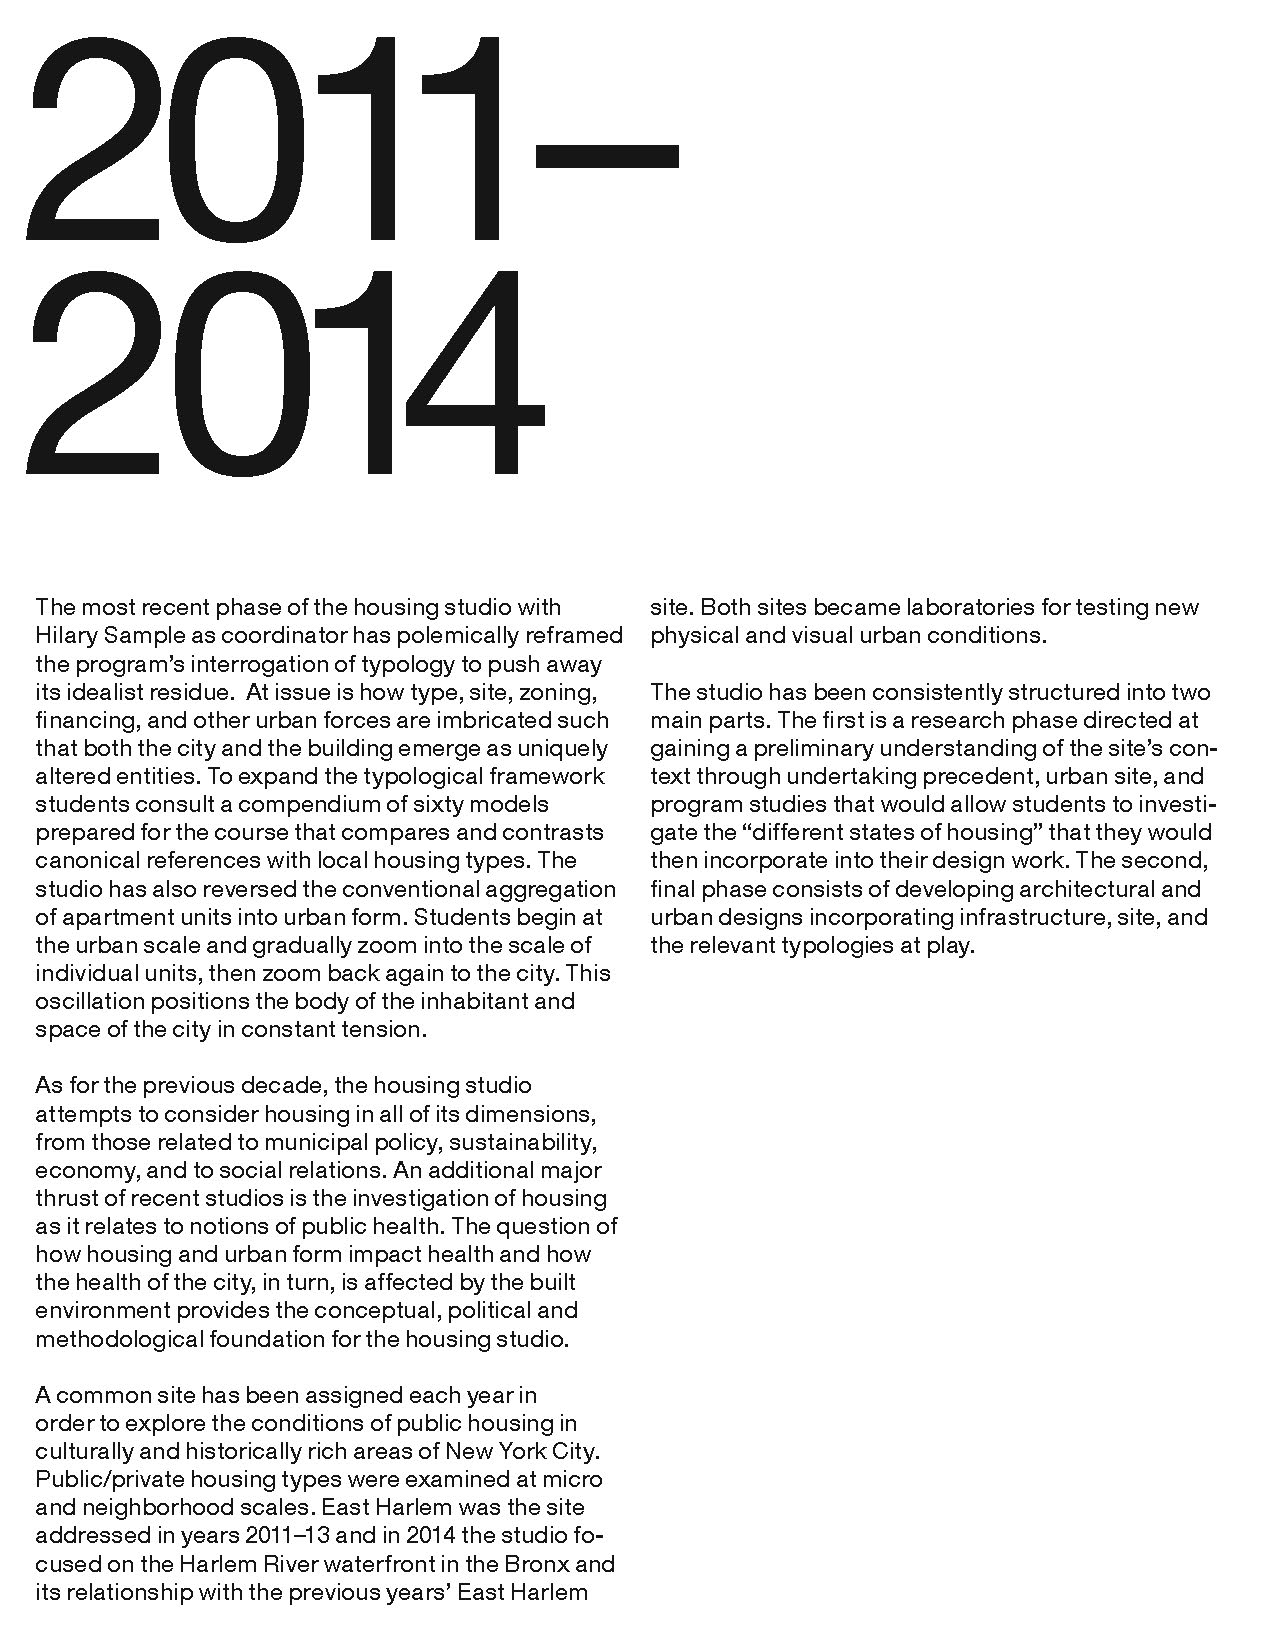 2011–
2014
The most recent phase of the housing studio with
Hilary Sample as coordinator has polemically reframed
the program’s interrogation of typology to push away
its idealist residue.  At issue is how type, site, zoning,
financing, and other urban forces are imbricated such
that both the city and the building emerge as uniquely
altered entities. To expand the typological framework
students consult a compendium of sixty models
prepared for the course that compares and contrasts
canonical references with local housing types. The
studio has also reversed the conventional aggregation
of apartment units into urban form. Students begin at
the urban scale and gradually zoom into the scale of
individual units, then zoom back again to the city. This
oscillation positions the body of the inhabitant and
space of the city in constant tension.
As for the previous decade, the housing studio
attempts to consider housing in all of its dimensions,
from those related to municipal policy, sustainability,
economy, and to social relations. An additional major
thrust of recent studios is the investigation of housing
as it relates to notions of public health. The question of
how housing and urban form impact health and how
the health of the city, in turn, is affected by the built
environment provides the conceptual, political and
methodological foundation for the housing studio.
A common site has been assigned each year in
order to explore the conditions of public housing in
culturally and historically rich areas of New York City.
Public/private housing types were examined at micro
and neighborhood scales. East Harlem was the site
addressed in years 2011–13 and in 2014 the studio fo-
cused on the Harlem River waterfront in the Bronx and
its relationship with the previous years’ East Harlem
site. Both sites became laboratories for testing new
physical and visual urban conditions.
The studio has been consistently structured into two
main parts. The first is a research phase directed at
gaining a preliminary understanding of the site’s con-
text through undertaking precedent, urban site, and
program studies that would allow students to investi-
gate the “different states of housing” that they would
then incorporate into their design work. The second,
final phase consists of developing architectural and
urban designs incorporating infrastructure, site, and
the relevant typologies at play.